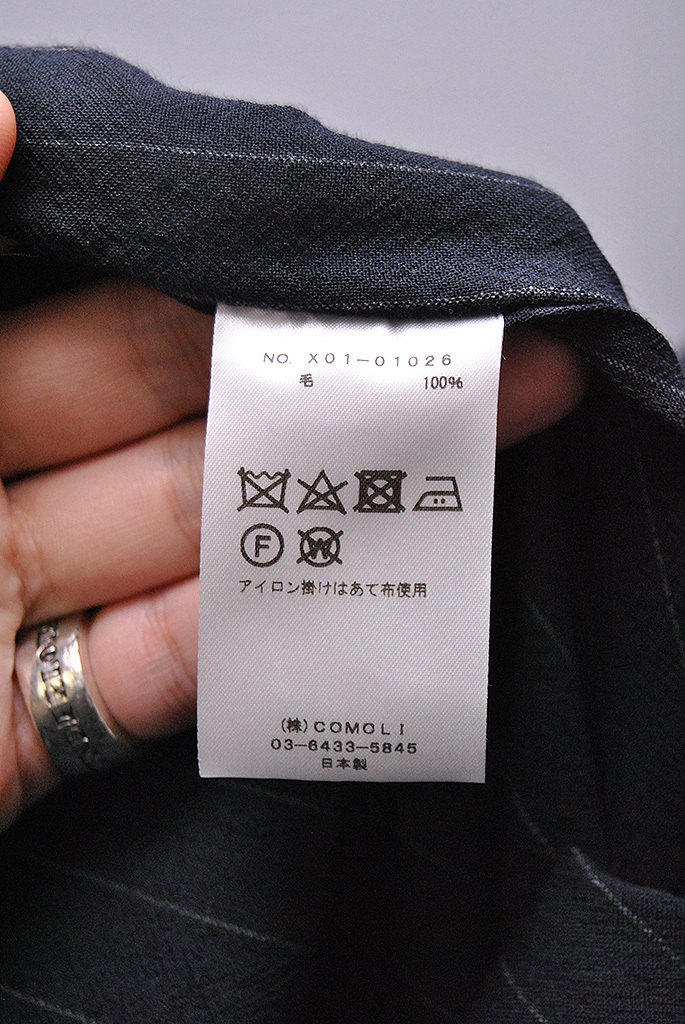 NO. X01-01026
毛 100%
F W
アイロン掛けはあて布使用
(株)COMOLI
03-6433-5845
日本製